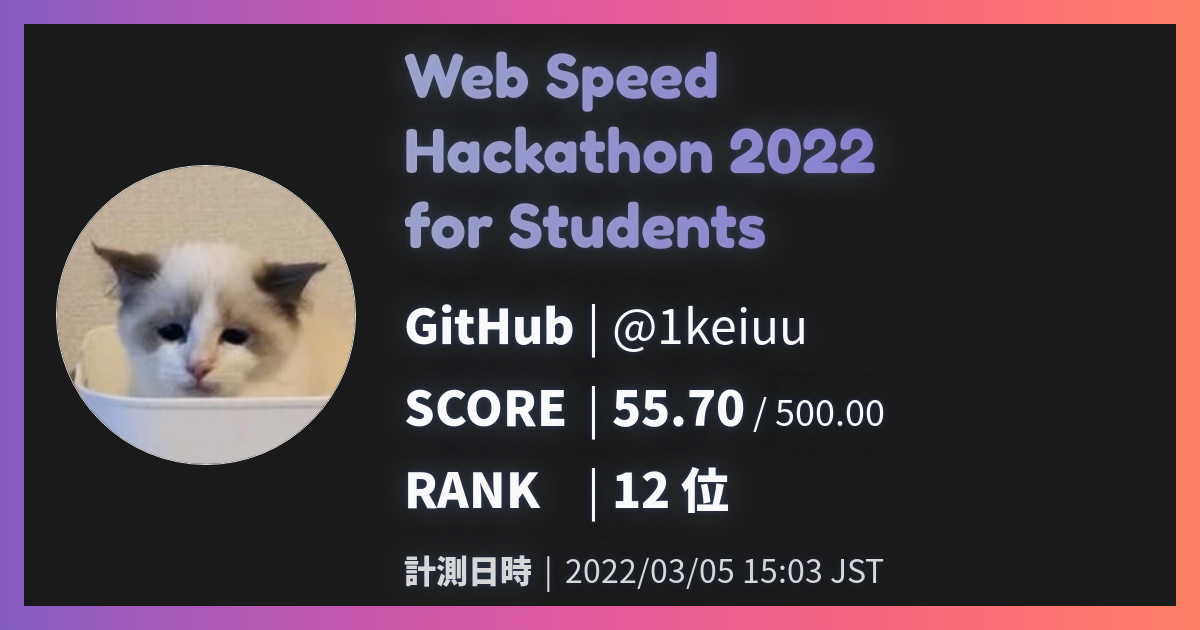 Web Speed
Hackathon 2022
for Students
GitHub | @1keiuu
SCORE | 55.70 / 500.00
RANK | 12 位
計測日時 | 2022/03/05 15:03 JST